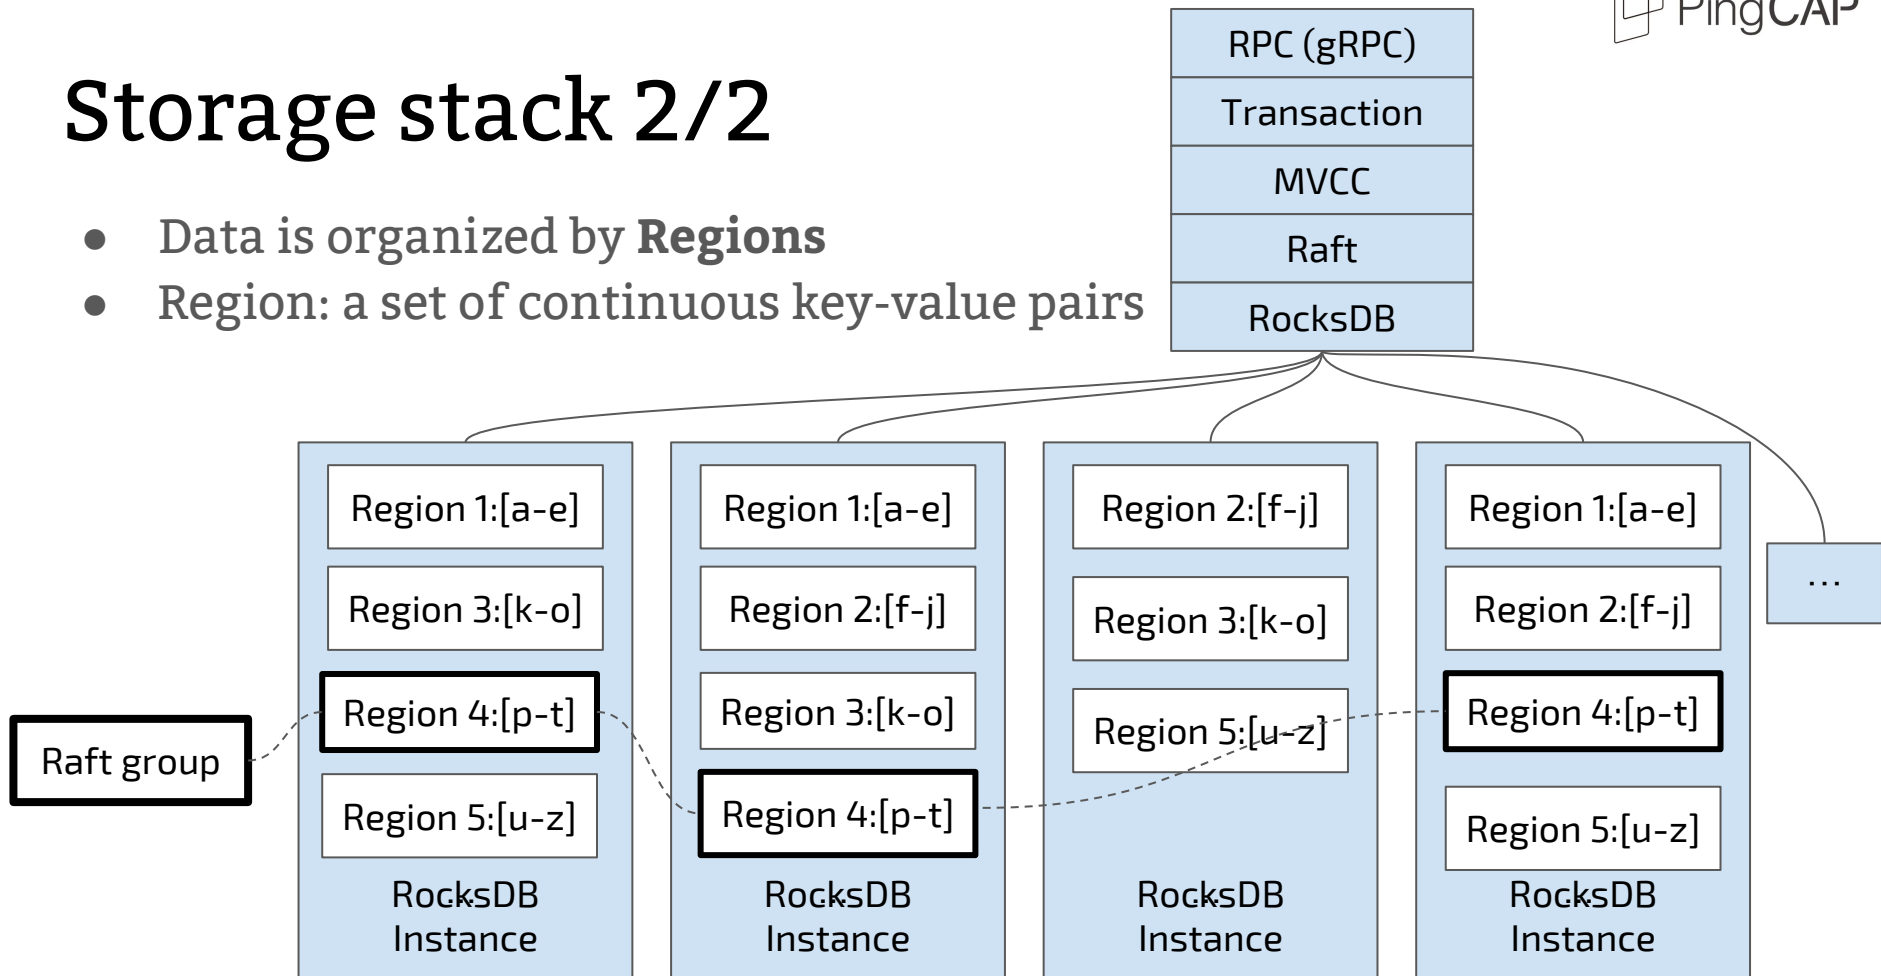 PingCAP
Storage stack 2/2
● Data is organized by Regions
● Region: a set of continuous key-value pairs
RPC (gRPC)
Transaction
MVCC
Raft
RocksDB
Raft group
Region 1:[a-e]
Region 3:[k-o]
Region 4:[p-t]
Region 5:[u-z]
RocksDB
Instance
Region 1:[a-e]
Region 2:[f-j]
Region 3:[k-o]
Region 4:[p-t]
RocksDB
Instance
Region 2:[f-j]
Region 3:[k-o]
Region 5:[u-z]
RocksDB
Instance
Region 1:[a-e]
Region 2:[f-j]
Region 4:[p-t]
Region 5:[u-z]
RocksDB
Instance
...